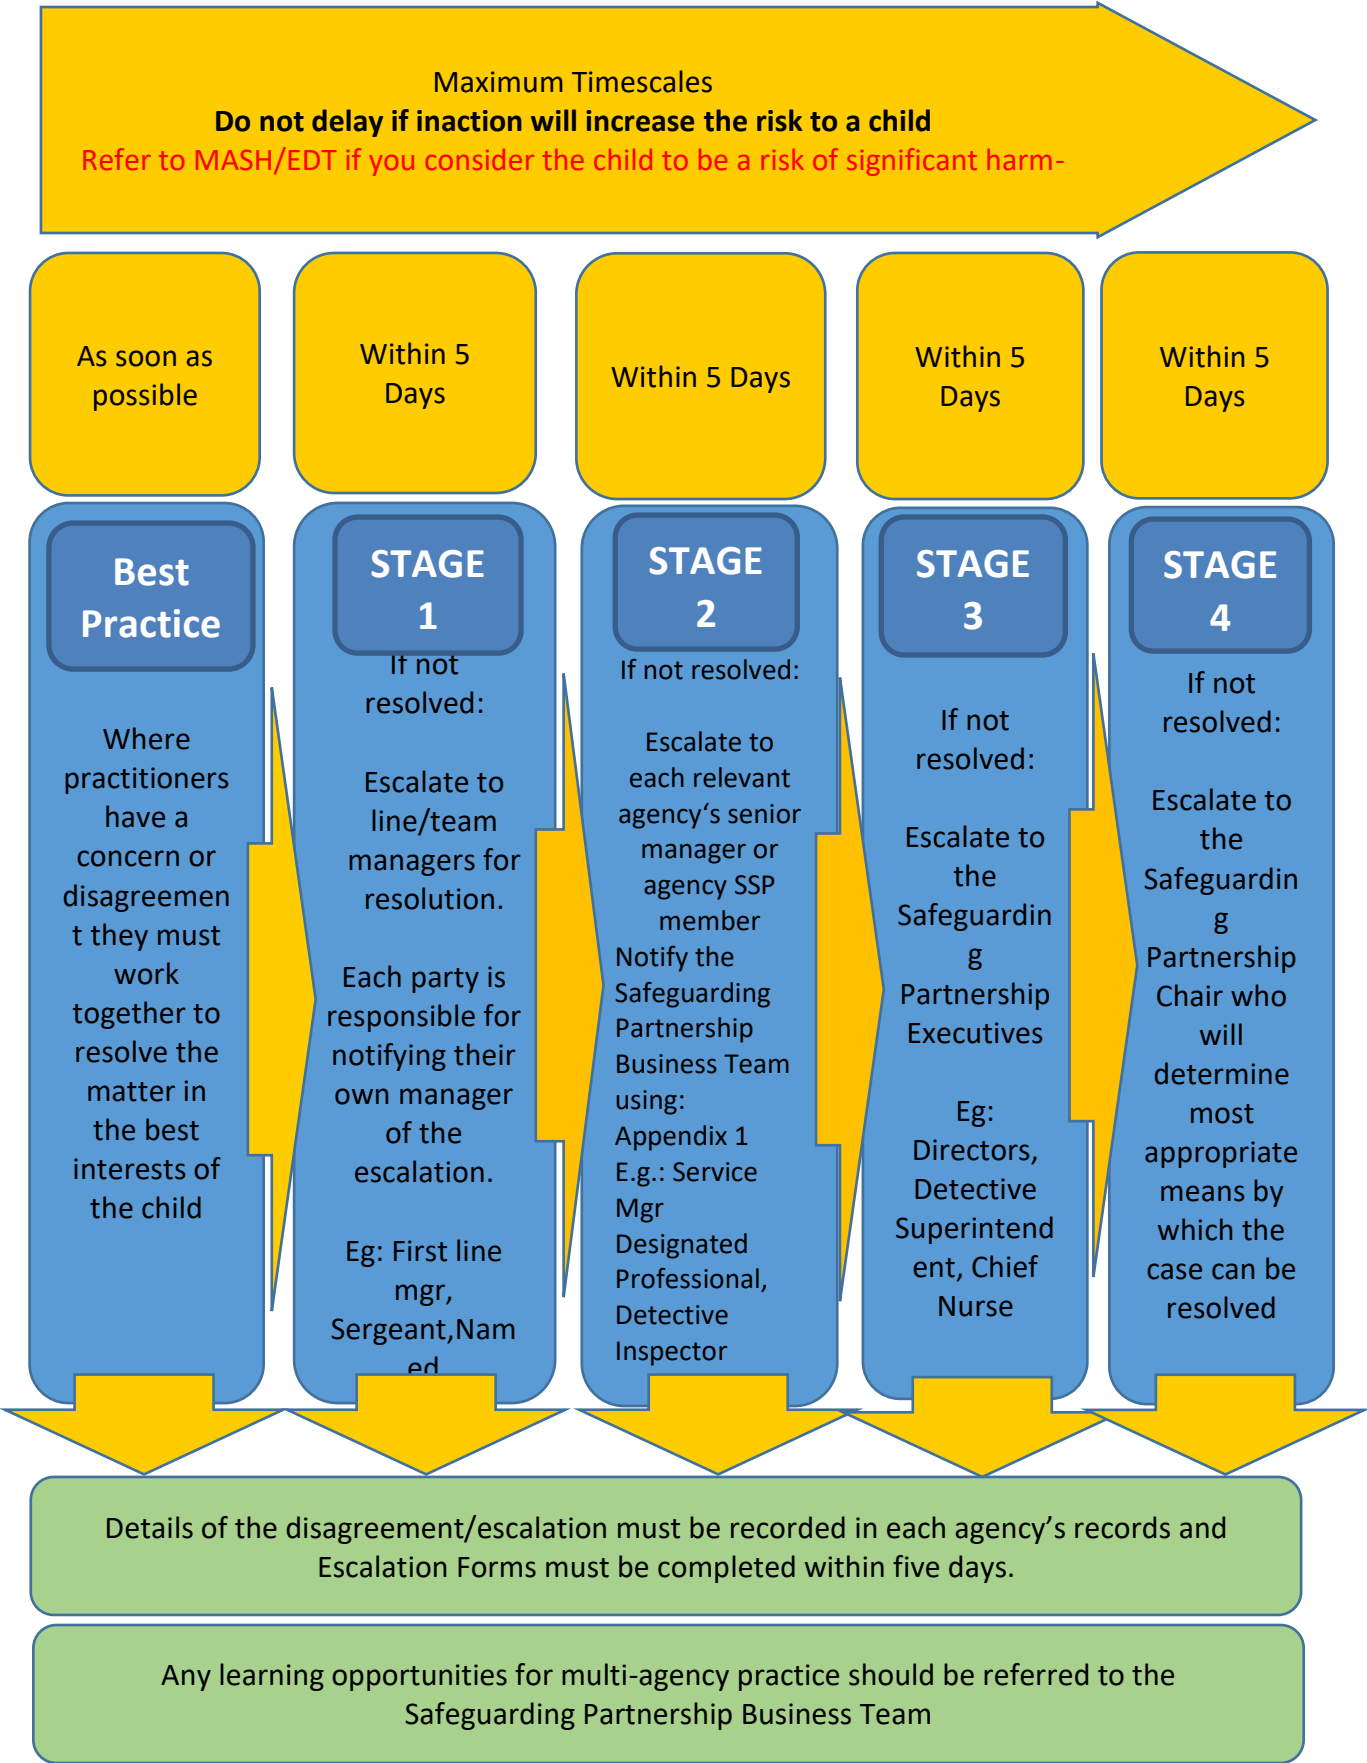 Maximum Timescales
Do not delay if inaction will increase the risk to a child
Refer to MASH/EDT if you consider the child to be a risk of significant harm-
As soon as
possible
Within 5
Days
Within 5 Days
Within 5
Days
Within 5
Days
Best
Practice
Where
practitioners
have a
concern or
disagreemen
t they must
work
together to
resolve the
matter in
the best
interests of
the child
STAGE
1
If not
resolved:
Escalate to
line/team
managers for
resolution.
Each party is
responsible for
notifying their
own manager
of the
escalation.
Eg: First line
mgr,
Sergeant,Nam
ed
STAGE
2
If not resolved:
Escalate to
each relevant
agency‘s senior
manager or
agency SSP
member
Notify the
Safeguarding
Partnership
Business Team
using:
Appendix 1
E.g.: Service
Mgr
Designated
Professional,
Detective
Inspector
STAGE
3
If not
resolved:
Escalate to
the
Safeguardin
g
Partnership
Executives
Eg:
Directors,
Detective
Superintend
ent, Chief
Nurse
STAGE
4
If not
resolved:
Escalate to
the
Safeguardin
g
Partnership
Chair who
will
determine
most
appropriate
means by
which the
case can be
resolved
Details of the disagreement/escalation must be recorded in each agency’s records and
Escalation Forms must be completed within five days.
Any learning opportunities for multi-agency practice should be referred to the
Safeguarding Partnership Business Team